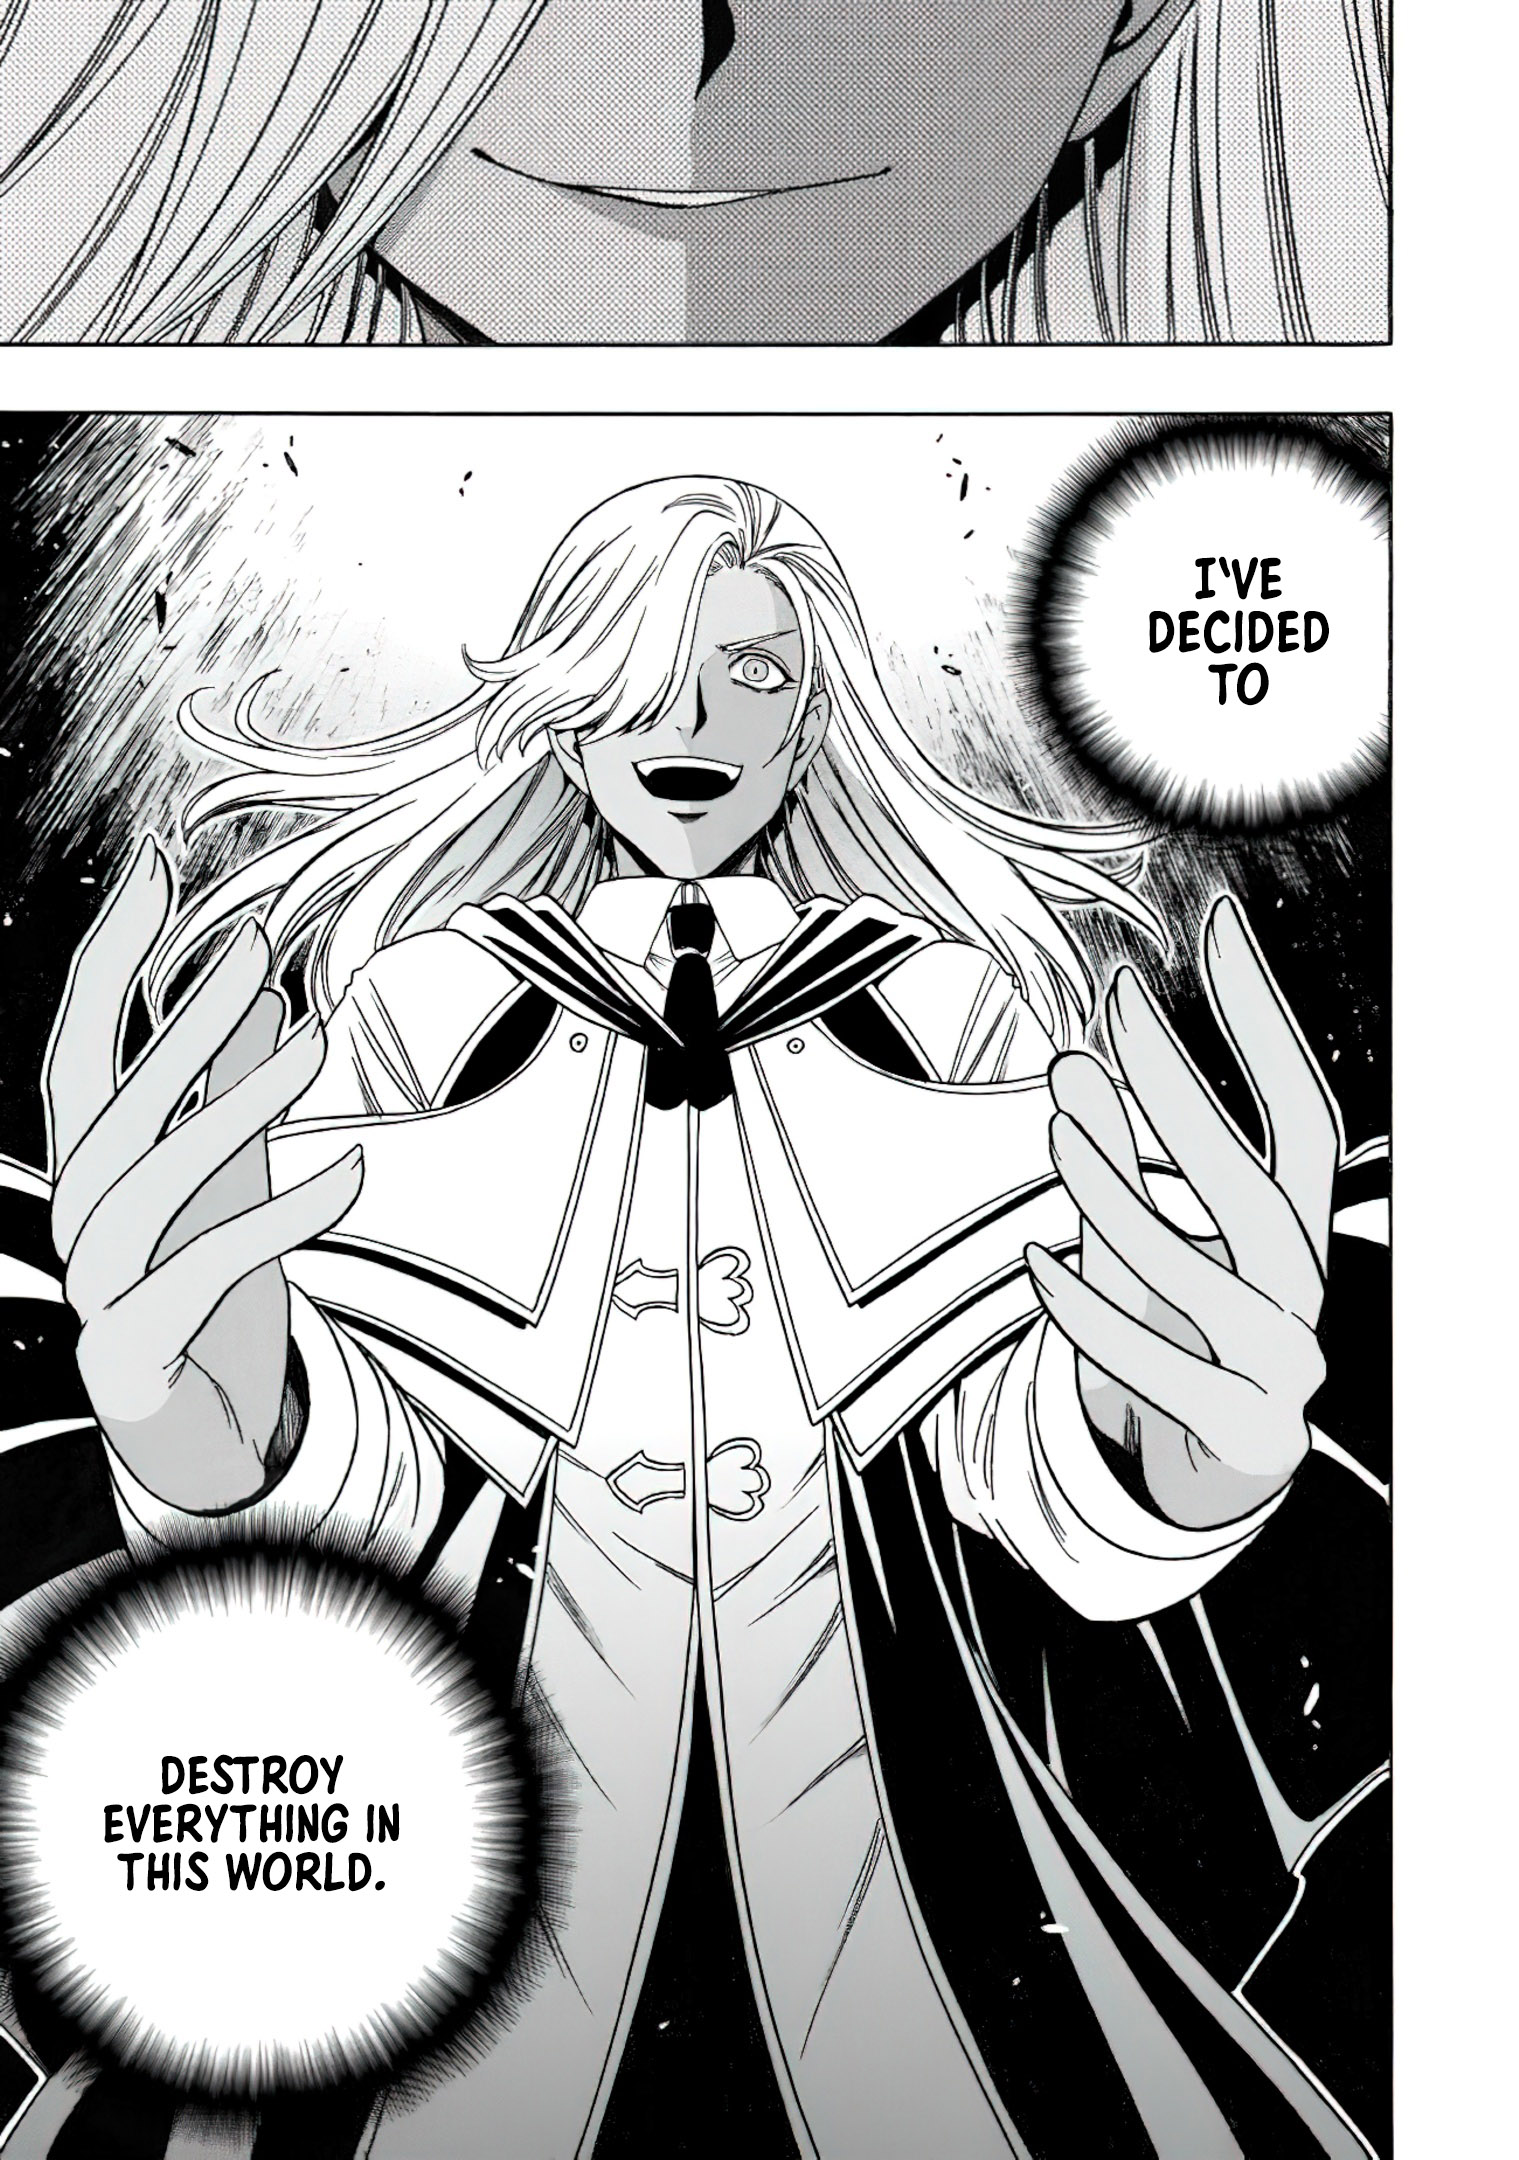 I'VE
DECIDED
TO
DESTROY
EVERYTHING IN
THIS WORLD.